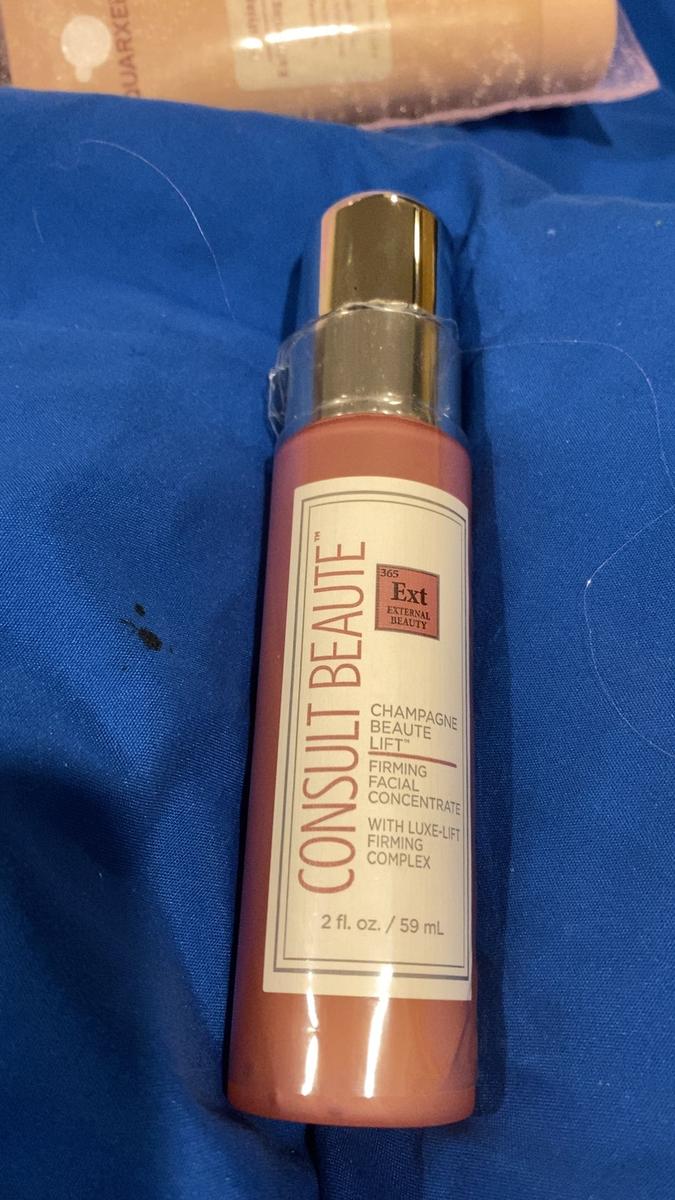 CONSULT BEAUTE™
365
Ext
EXTERNAL
BEAUTY
CHAMPAGNE
BEAUTE
LIFT™
FIRMING
FACIAL
CONCENTRATE
WITH LUXE-LIFT
FIRMING
COMPLEX
2 fl. oz. / 59 mL